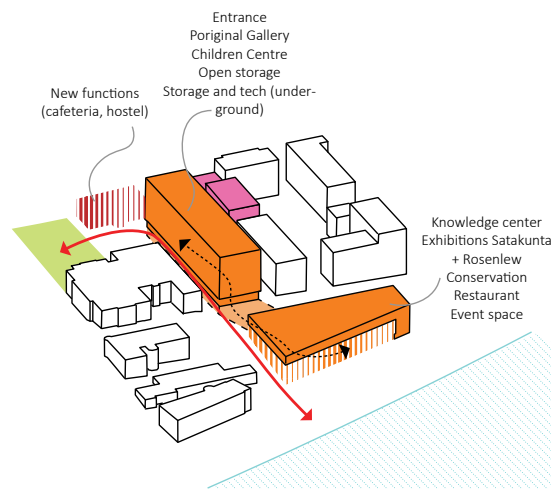 Entrance
Poriginal Gallery
Children Centre
Open storage
Storage and tech (under-
ground)
New functions
(cafeteria, hostel)
Knowledge center
Exhibitions Satakunta
+ Rosenlew
Conservation
Restaurant
Event space